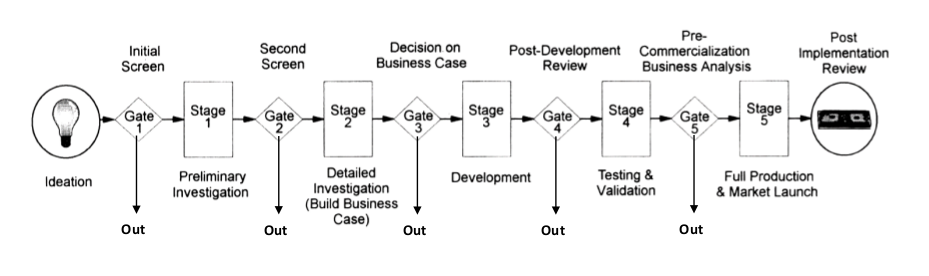 Initial
Screen
Second
Screen
Decision on
Business Case
Post-Development
Review
Pre-
Commercialization
Business Analysis
Post
Implementation
Review
Gate
1
Stage
1
Gate
2
Stage
2
Gate
3
Stage
3
Gate
4
Stage
4
Gate
5
Stage
5
Ideation
Preliminary
Investigation
Detailed
Investigation
(Build Business
Case)
Development
Testing &
Validation
Full Production
& Market Launch
Out
Out
Out
Out
Out